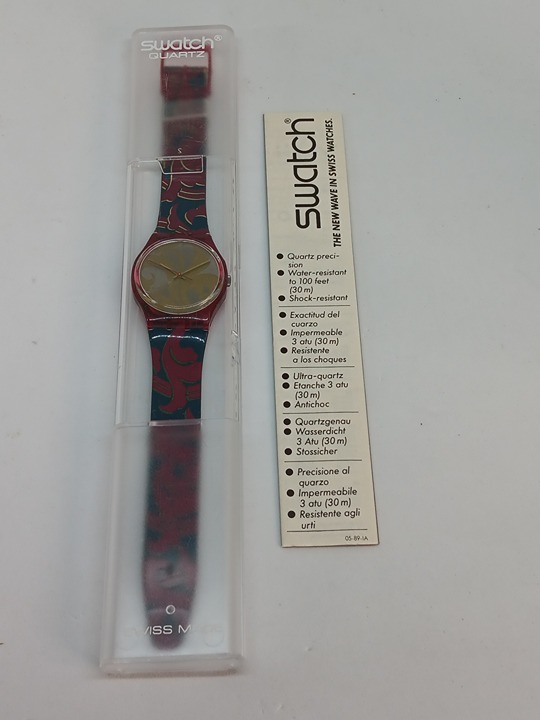 swatch®
QUARTZ
SWISS MADE
swatch®
THE NEW WAVE IN SWISS WATCHES.
● Quartz preci-
sion
● Water-resistant
to 100 feet
(30 m)
● Shock-resistant
● Exactitud del
cuarzo
● Impermeable
3 atu (30 m)
● Resistente
a los choques
● Ultra-quartz
● Etanche 3 atu
(30 m)
● Antichoc
● Quartzgenau
● Wasserdicht
3 Atu (30 m)
● Stossicher
● Precisione al
quarzo
● Impermeabile
3 atu (30 m)
● Resistente agli
urti
05-89-IA